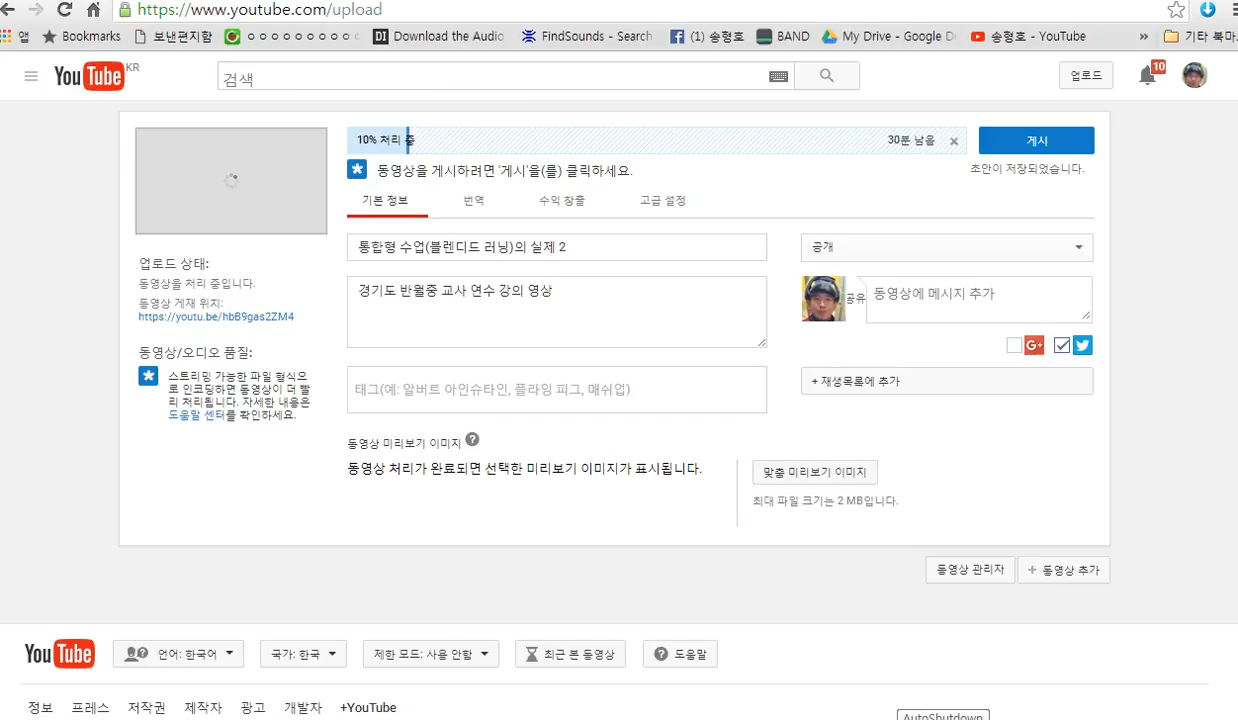 https://www.youtube.com/upload
앱 Bookmarks 보낸편지함 DI Download the Audio FindSounds - Search (1) 송형호 BAND My Drive - Google D 송형호 - YouTube » 기타 북마
YouTube KR 검색 업로드 10
10% 처리 중 30분 남음 × 게시
동영상을 게시하려면 '게시'을(를) 클릭하세요. 초안이 저장되었습니다.
기본 정보 번역 수익 창출 고급 설정
통합형 수업(블렌디드 러닝)의 실제 2 공개
업로드 상태:
동영상을 처리 중입니다.
동영상 게재 위치:
https://youtu.be/hbB9gas2ZM4
경기도 반월중 교사 연수 강의 영상
공유 동영상에 메시지 추가
G+
동영상/오디오 품질:
스트리밍 가능한 파일 형식으
로 인코딩하면 동영상이 더 빨
리 처리됩니다. 자세한 내용은
도움말 센터를 확인하세요.
태그(예: 알버트 아인슈타인, 플라잉 피그, 매쉬업)
+ 재생목록에 추가
동영상 미리보기 이미지 ?
동영상 처리가 완료되면 선택한 미리보기 이미지가 표시됩니다.
맞춤 미리보기 이미지
최대 파일 크기는 2 MB입니다.
동영상 관리자 + 동영상 추가
YouTube 언어: 한국어 국가: 한국 제한 모드: 사용 안함 최근 본 동영상 ? 도움말
정보 프레스 저작권 제작자 광고 개발자 +YouTube
AutoShutdown